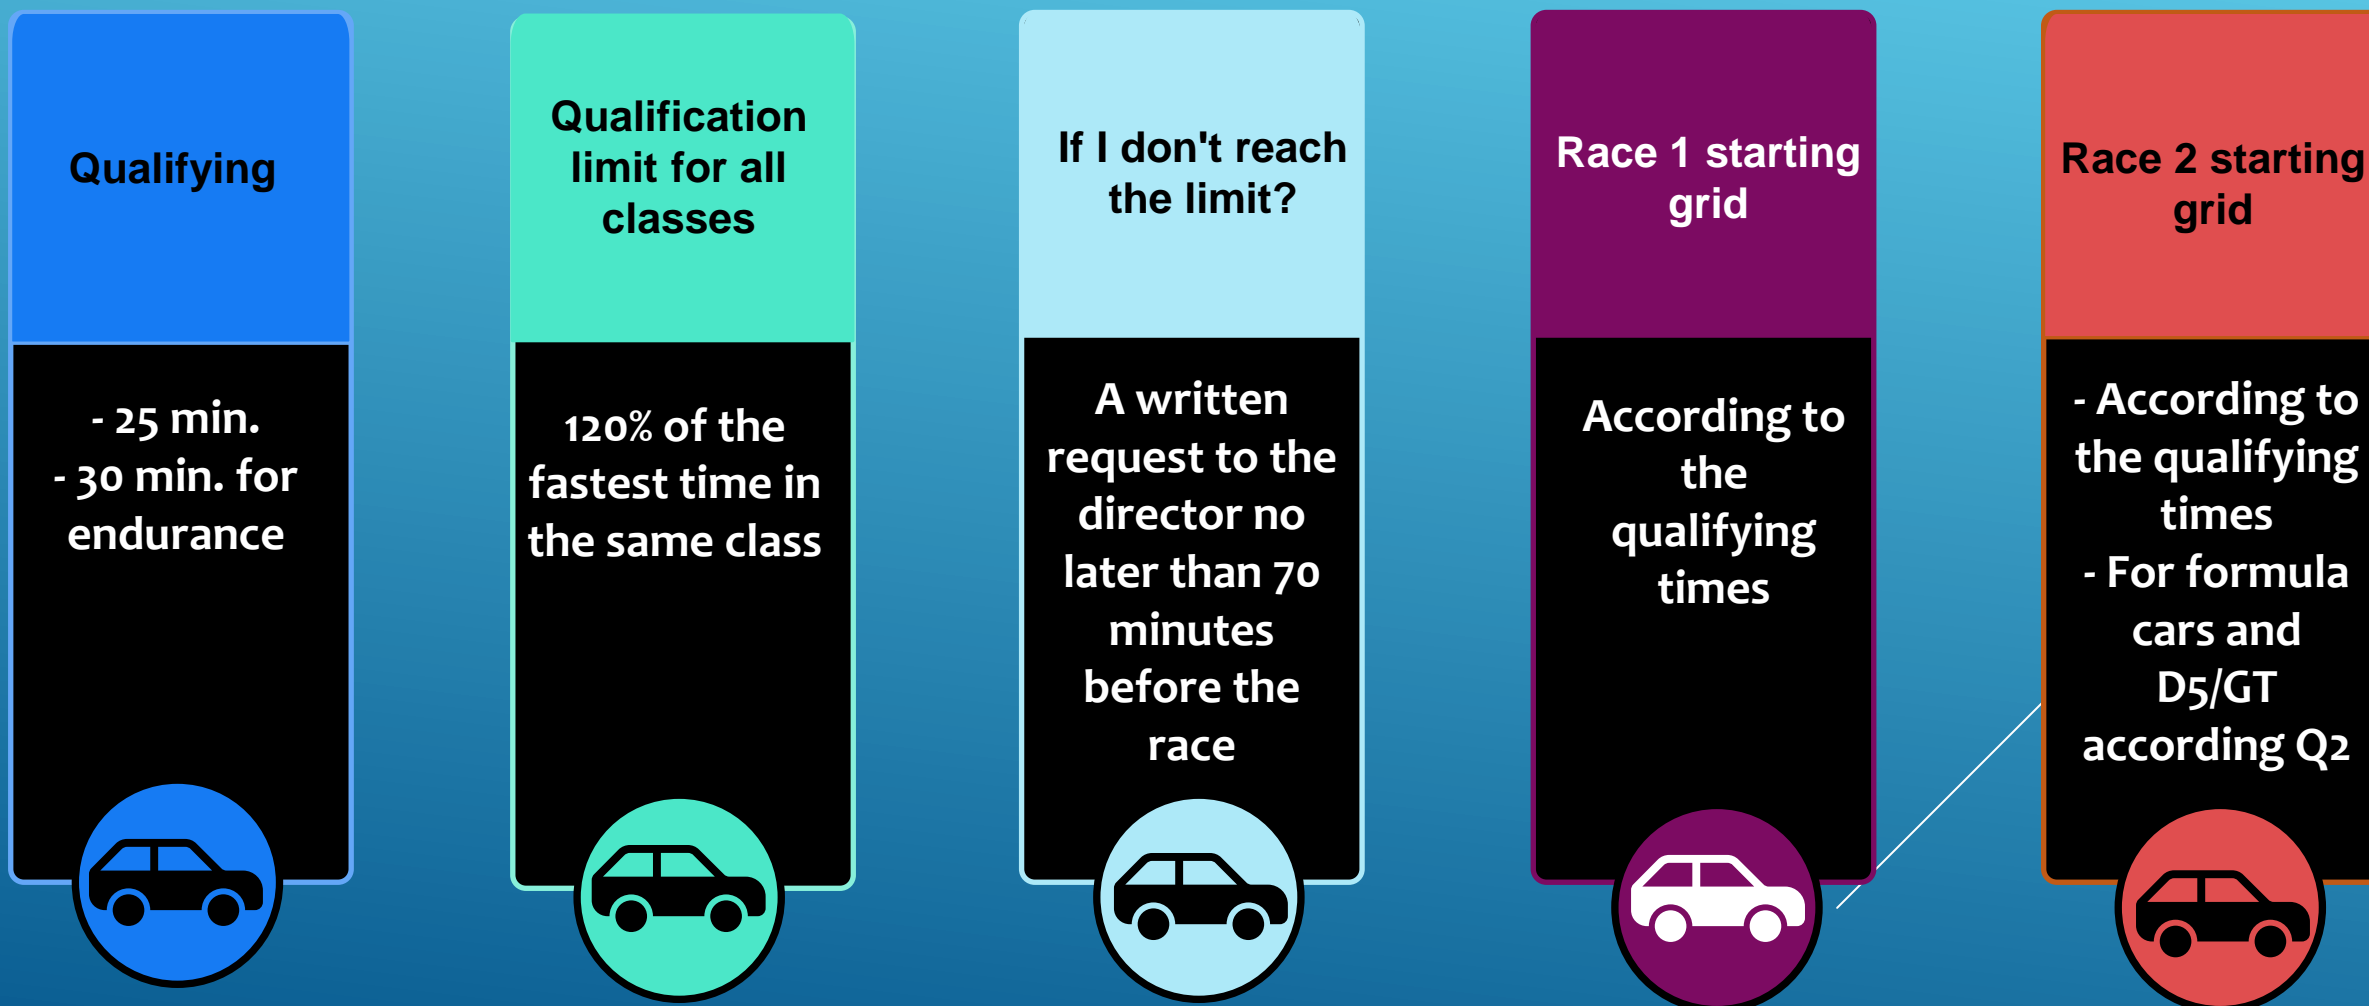 Qualifying
- 25 min.
- 30 min. for
endurance
Qualification
limit for all
classes
120% of the
fastest time in
the same class
If I don't reach
the limit?
A written
request to the
director no
later than 70
minutes
before the
race
Race 1 starting
grid
According to
the
qualifying
times
Race 2 starting
grid
- According to
the qualifying
times
- For formula
cars and
D5/GT
according Q2